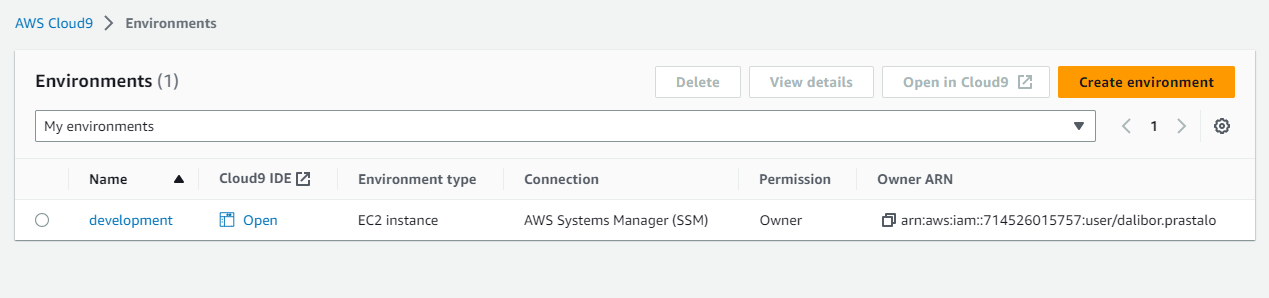 AWS Cloud9 > Environments
Environments (1)
Delete View details Open in Cloud9 Create environment
My environments
1
Name Cloud9 IDE Environment type Connection Permission Owner ARN
development Open EC2 instance AWS Systems Manager (SSM) Owner arn:aws:iam::714526015757:user/dalibor.prastalo